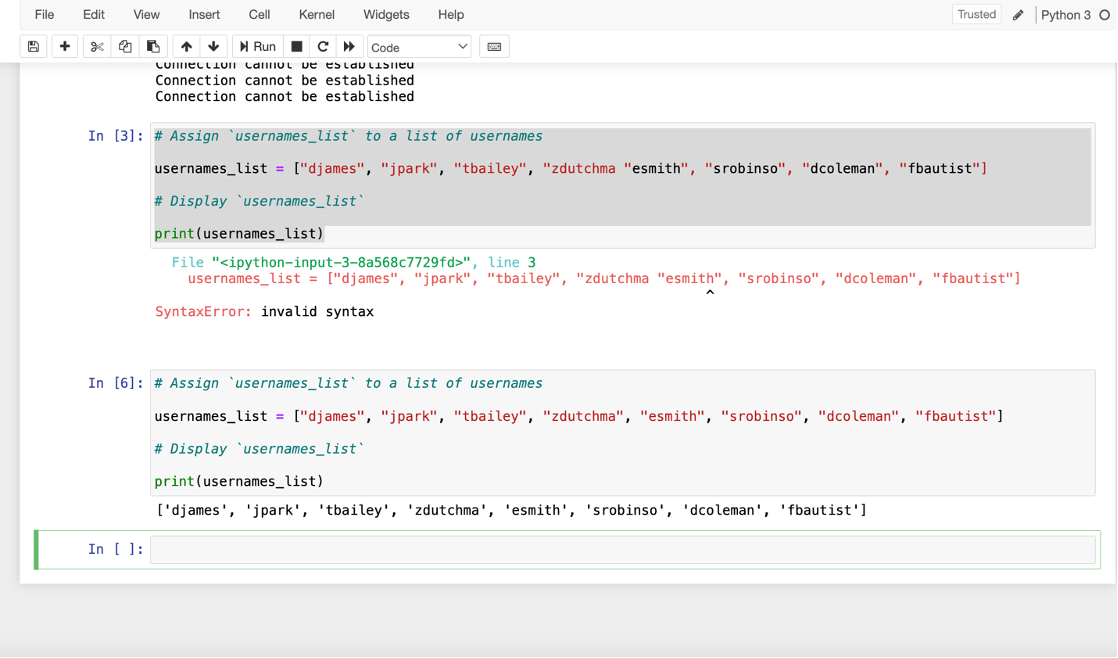 File Edit View Insert Cell Kernel Widgets Help Trusted Python 3
Run Code
Connection cannot be established
Connection cannot be established
Connection cannot be established
In [3]: # Assign `usernames_list` to a list of usernames
usernames_list = ["djames", "jpark", "tbailey", "zdutchma "esmith", "srobinso", "dcoleman", "fbautist"]
# Display `usernames_list`
print(usernames_list)
File "<ipython-input-3-8a568c7729fd>", line 3
usernames_list = ["djames", "jpark", "tbailey", "zdutchma "esmith", "srobinso", "dcoleman", "fbautist"]
^
SyntaxError: invalid syntax
In [6]: # Assign `usernames_list` to a list of usernames
usernames_list = ["djames", "jpark", "tbailey", "zdutchma", "esmith", "srobinso", "dcoleman", "fbautist"]
# Display `usernames_list`
print(usernames_list)
['djames', 'jpark', 'tbailey', 'zdutchma', 'esmith', 'srobinso', 'dcoleman', 'fbautist']
In [ ]: